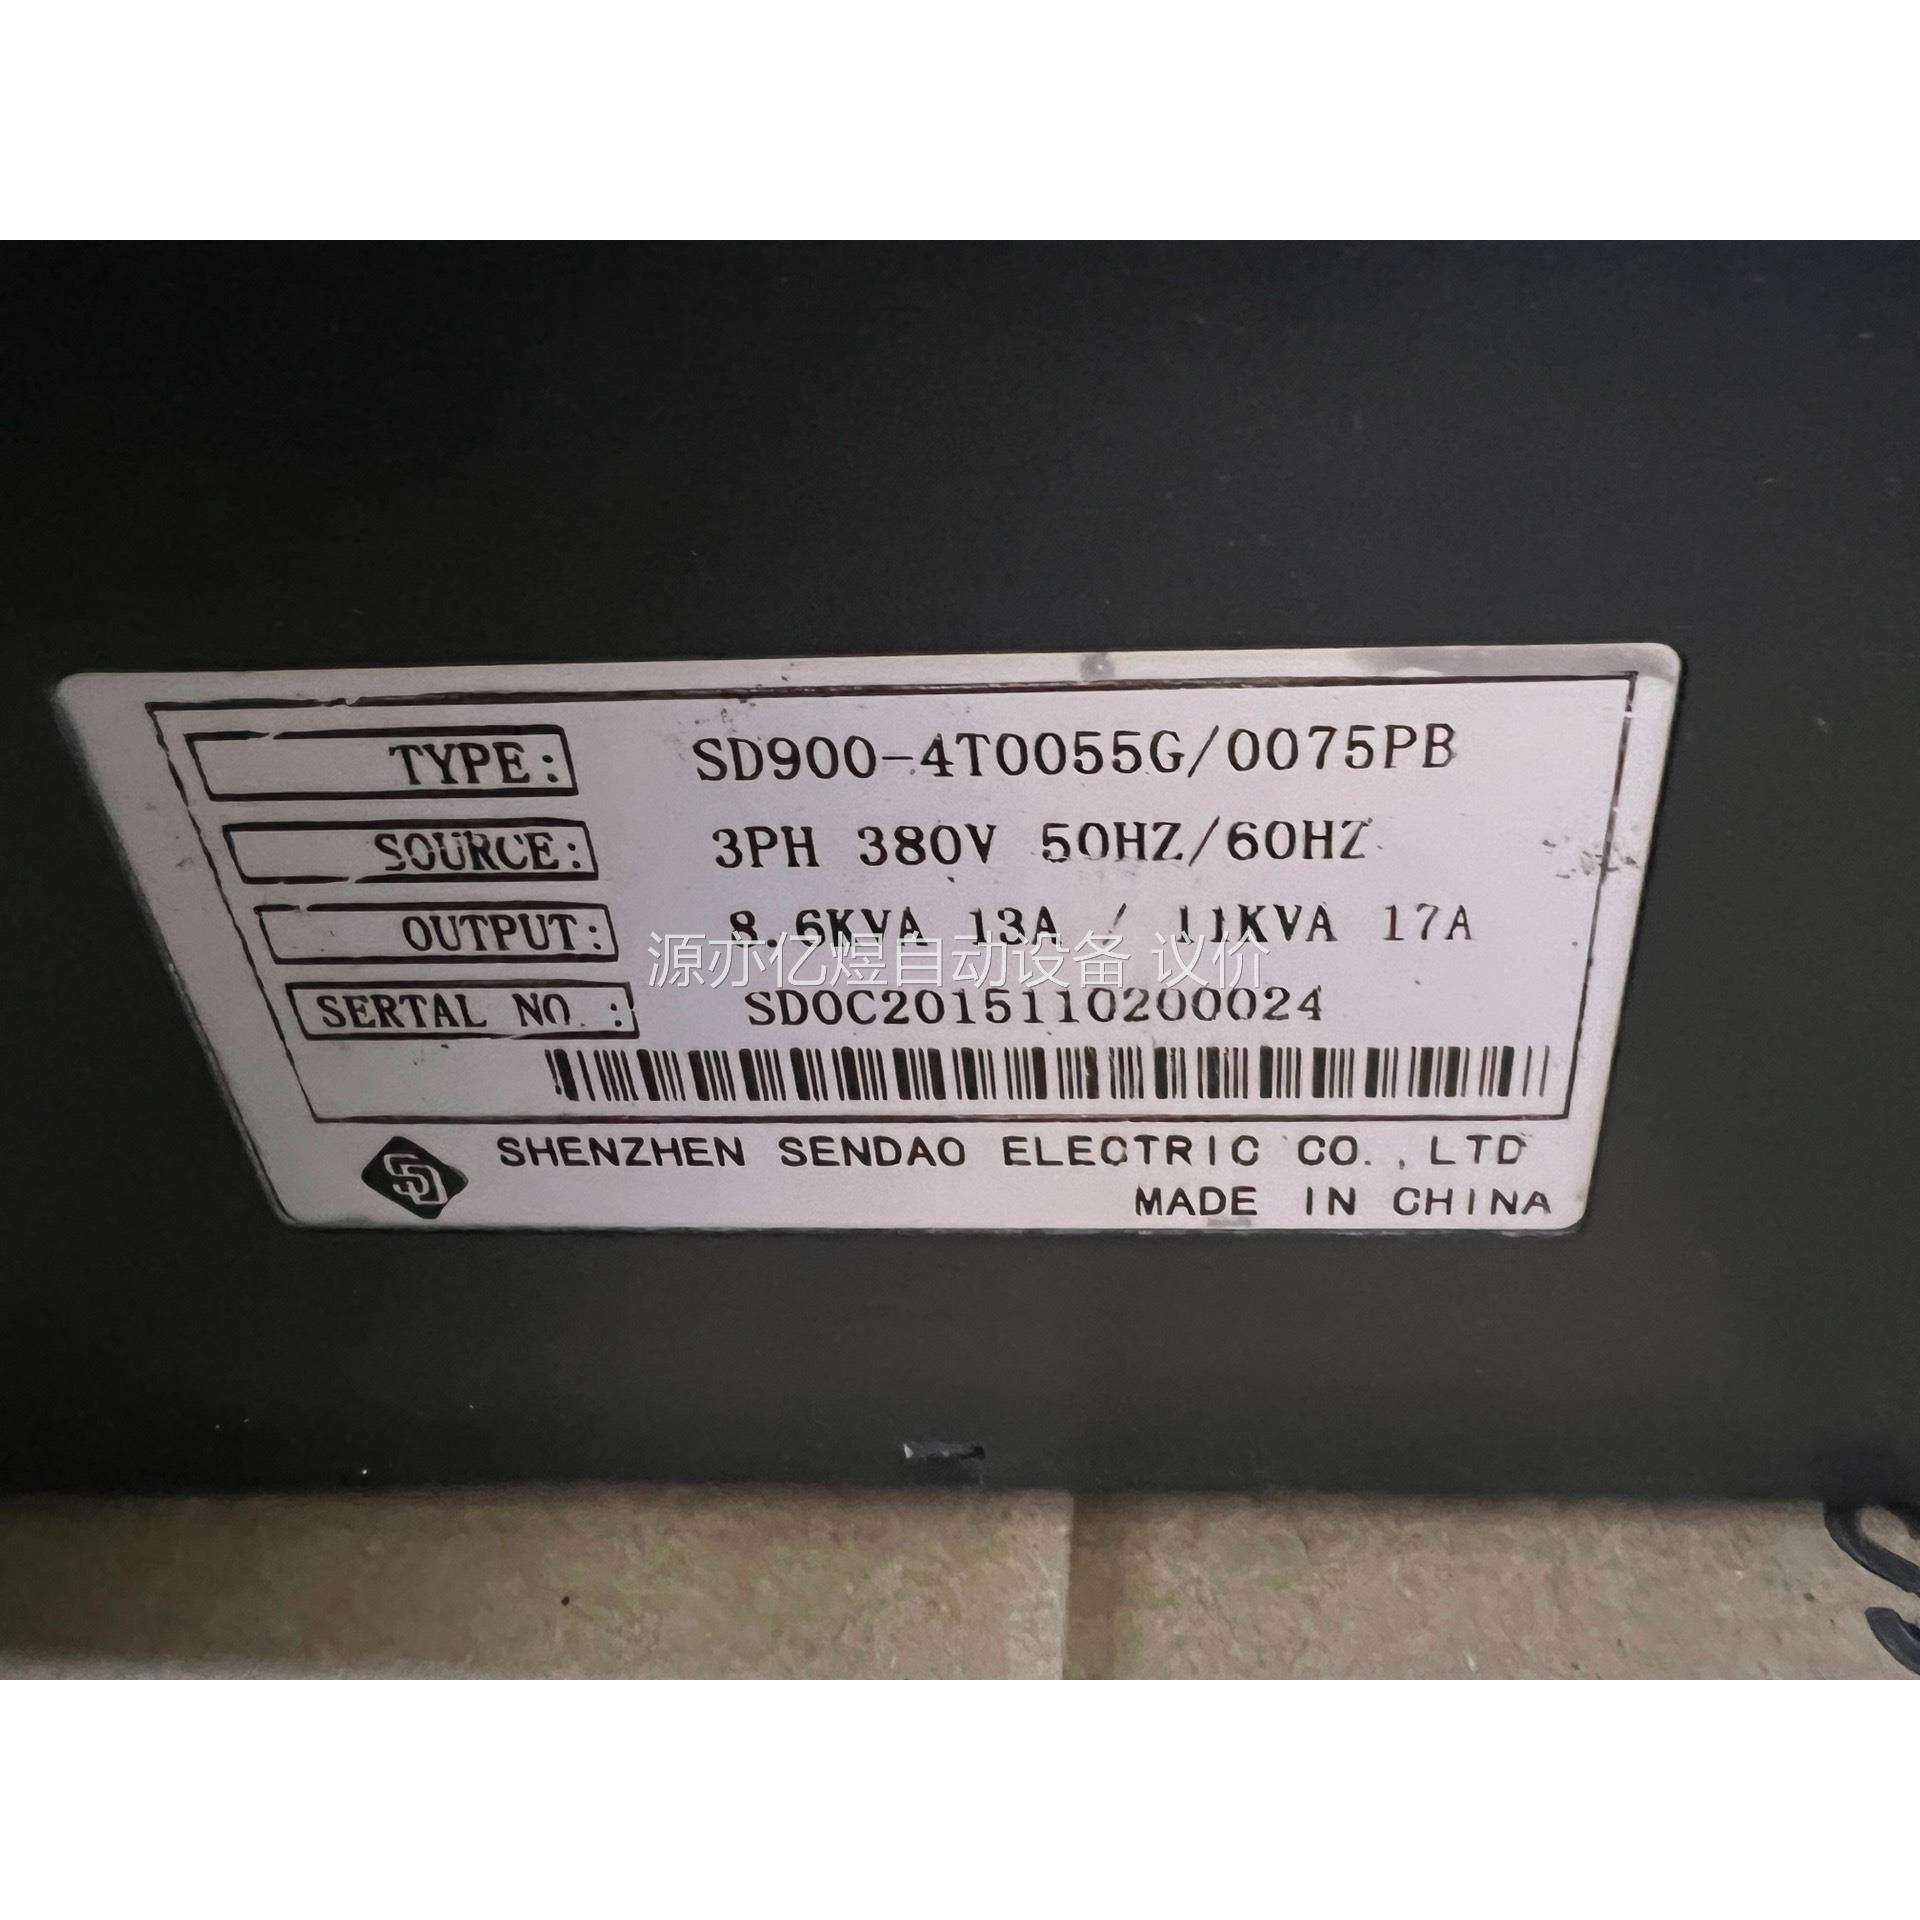 TYPE: SD900-4T0055G/0075PB
SOURCE: 3PH 380V 50HZ/60HZ
OUTPUT: 8.6KVA 13A / 11KVA 17A
源亦亿煜自动设备 议价
SERTAL NO.: SDOC2015110200024
SD SHENZHEN SENDAO ELECTRIC CO., LTD
MADE IN CHINA